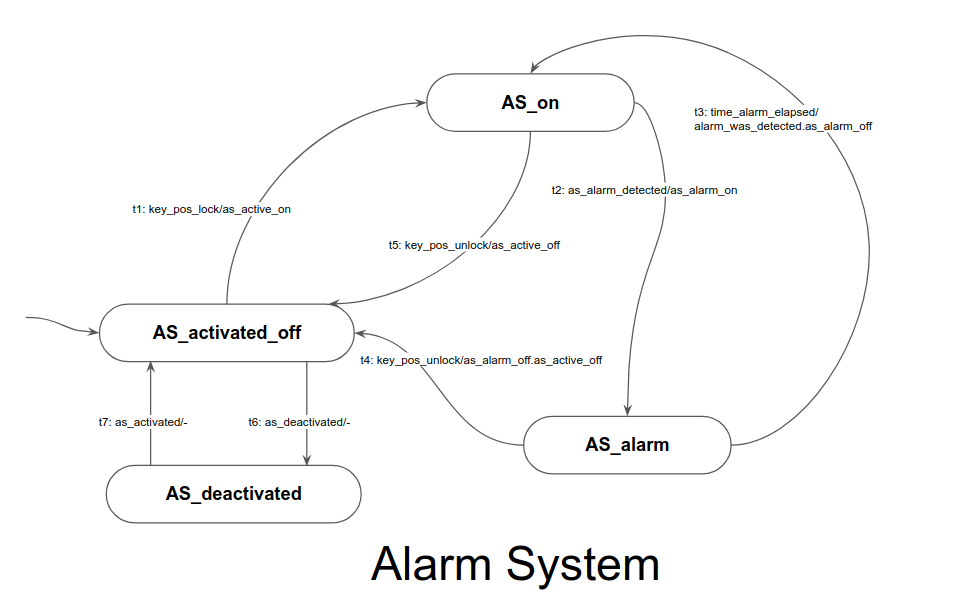 AS_on
t3: time_alarm_elapsed/
alarm_was_detected.as_alarm_off
t2: as_alarm_detected/as_alarm_on
t1: key_pos_lock/as_active_on
t5: key_pos_unlock/as_active_off
AS_activated_off
t4: key_pos_unlock/as_alarm_off.as_active_off
t7: as_activated/-
t6: as_deactivated/-
AS_alarm
AS_deactivated
Alarm System